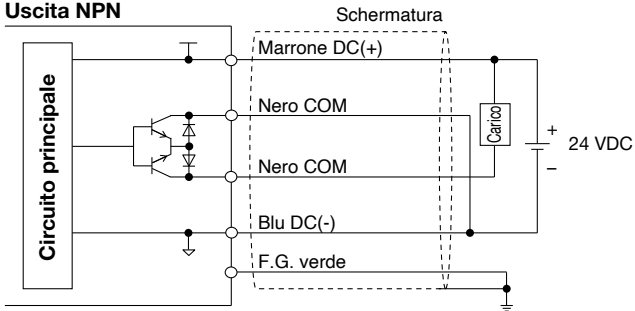 Uscita NPN
Schermatura
Marrone DC(+)
Circuito principale
Nero COM
Carico
+
24 VDC
–
Nero COM
Blu DC(-)
F.G. verde